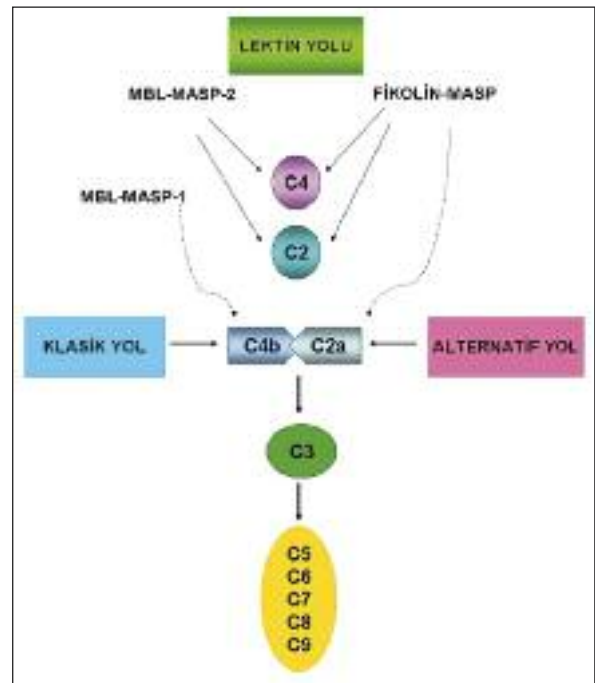 LEKTİN YOLU
MBL-MASP-2
FİKOLİN-MASP
C4
MBL-MASP-1
C2
KLASİK YOL
C4b
C2a
ALTERNATİF YOL
C3
C5
C6
C7
C8
C9